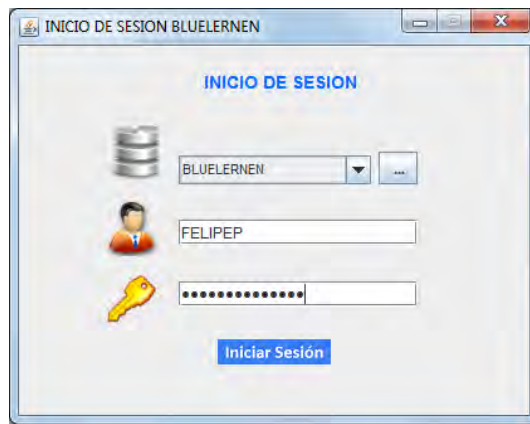 INICIO DE SESION BLUELERNEN
INICIO DE SESION
BLUELERNEN
...
FELIPEP
••••••••••••••
Iniciar Sesión